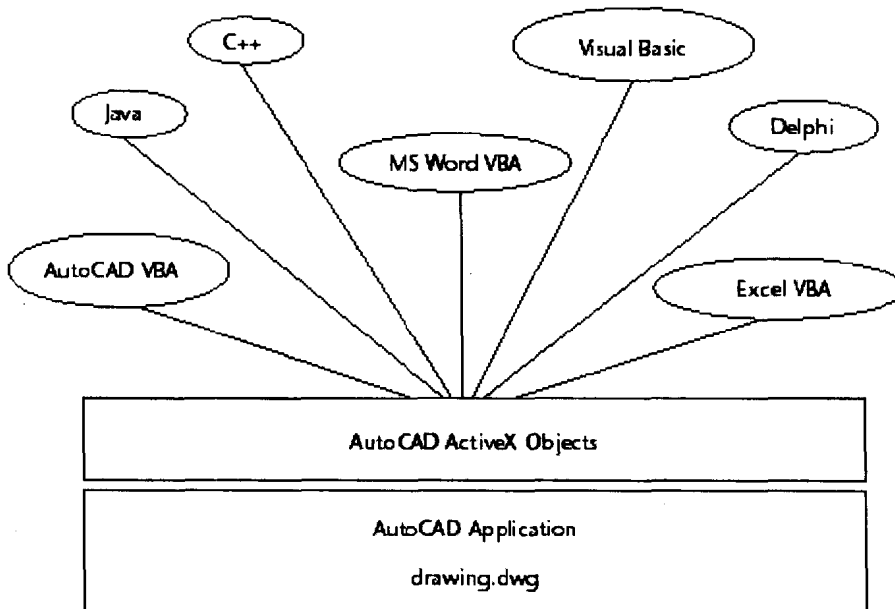 C++
Visual Basic
Java
Delphi
MS Word VBA
AutoCAD VBA
Excel VBA
AutoCAD ActiveX Objects
AutoCAD Application
drawing.dwg